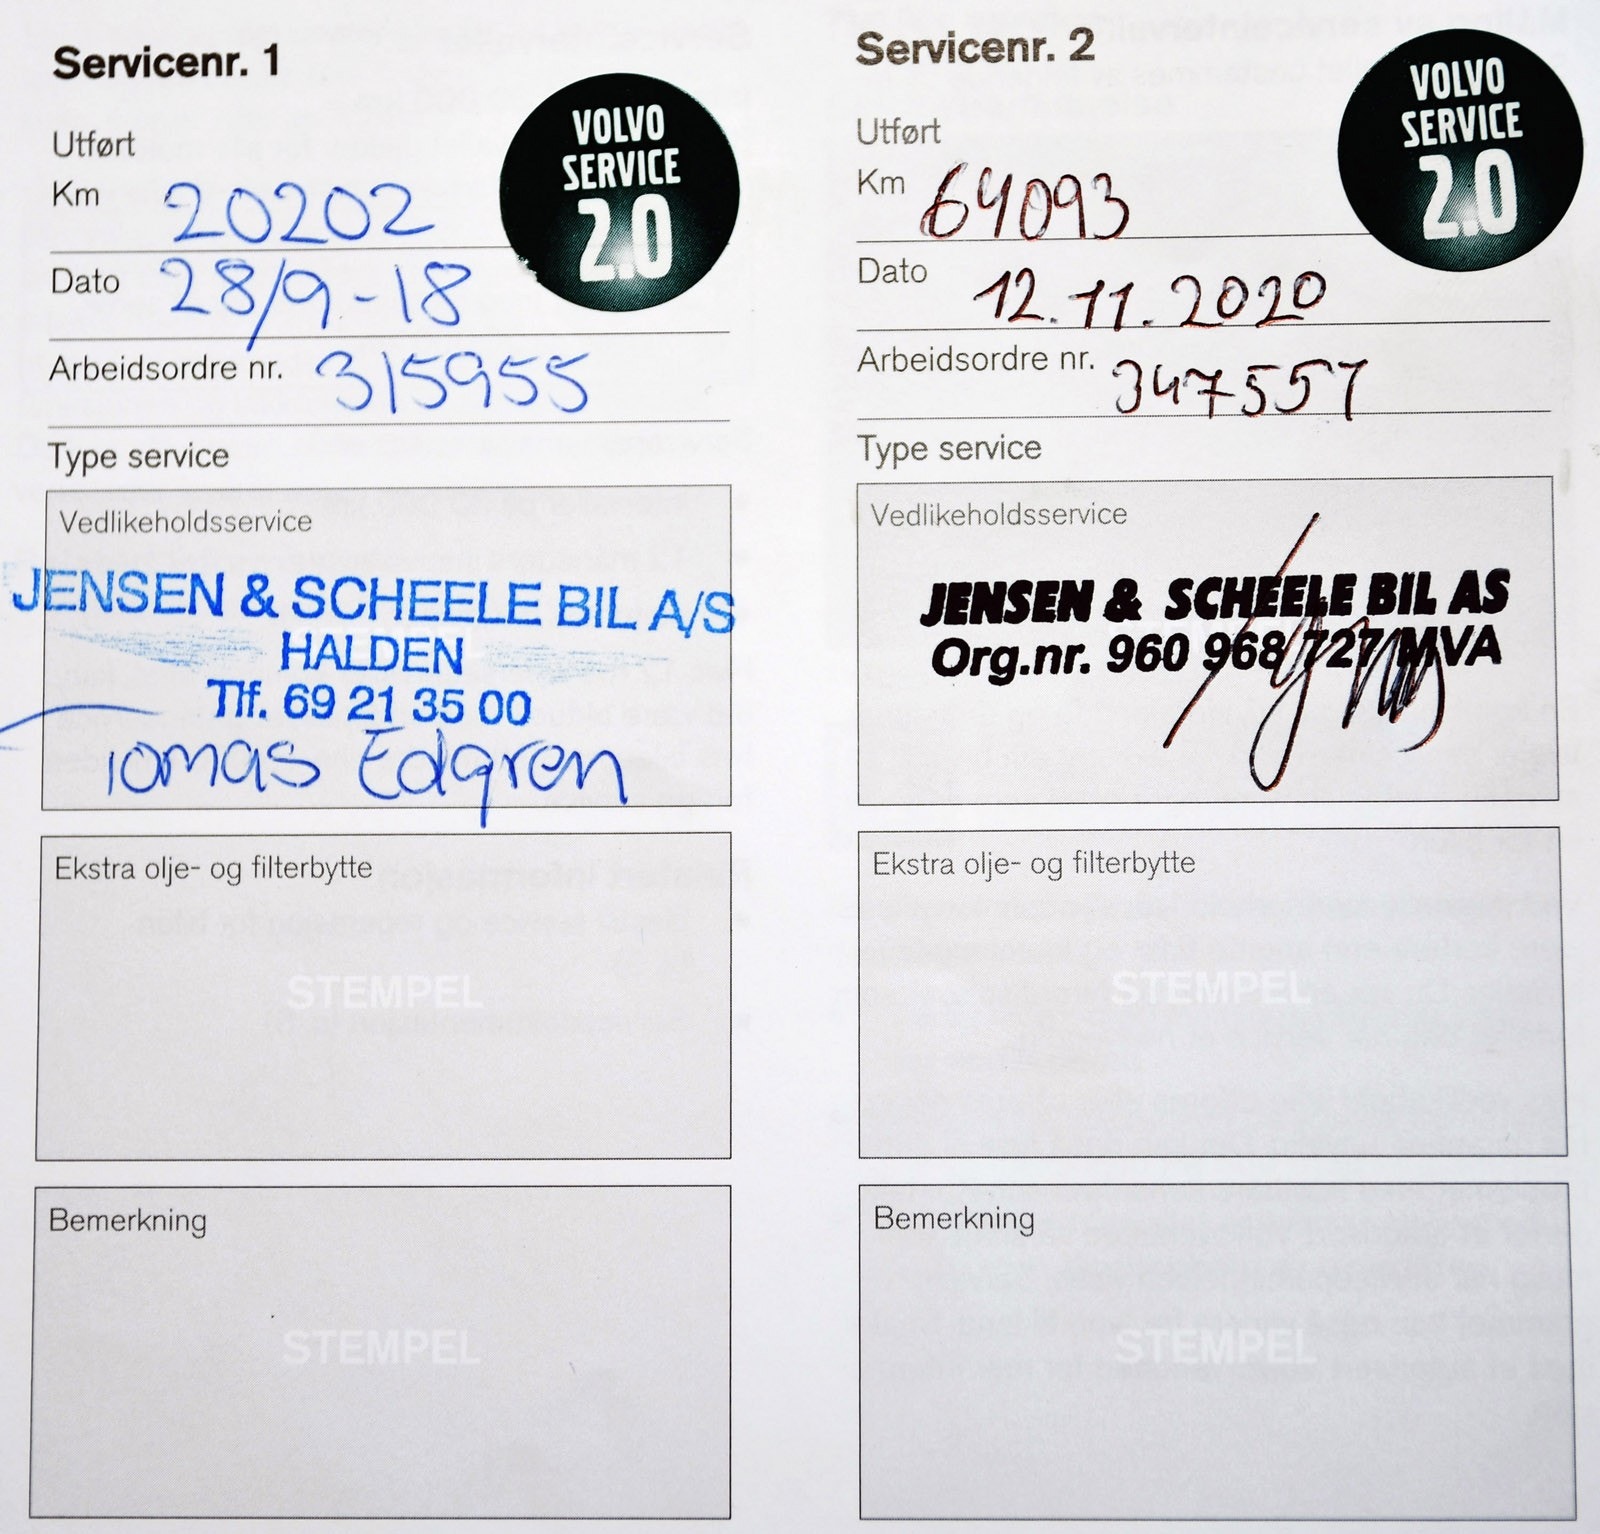 Servicenr. 1
VOLVO
SERVICE
2.0
Utført
Km 20202
Dato 28/9-18
Arbeidsordre nr. 315955
Type service
Vedlikeholdsservice
JENSEN & SCHEELE BIL A/S
HALDEN
Tlf. 69 21 35 00
Tomas Edgren
Ekstra olje- og filterbytte
STEMPEL
Bemerkning
STEMPEL
Servicenr. 2
VOLVO
SERVICE
2.0
Utført
Km 64093
Dato 12.11.2020
Arbeidsordre nr. 347557
Type service
Vedlikeholdsservice
JENSEN & SCHEELE BIL AS
Org.nr. 960 968 727 MVA
Ekstra olje- og filterbytte
STEMPEL
Bemerkning
STEMPEL